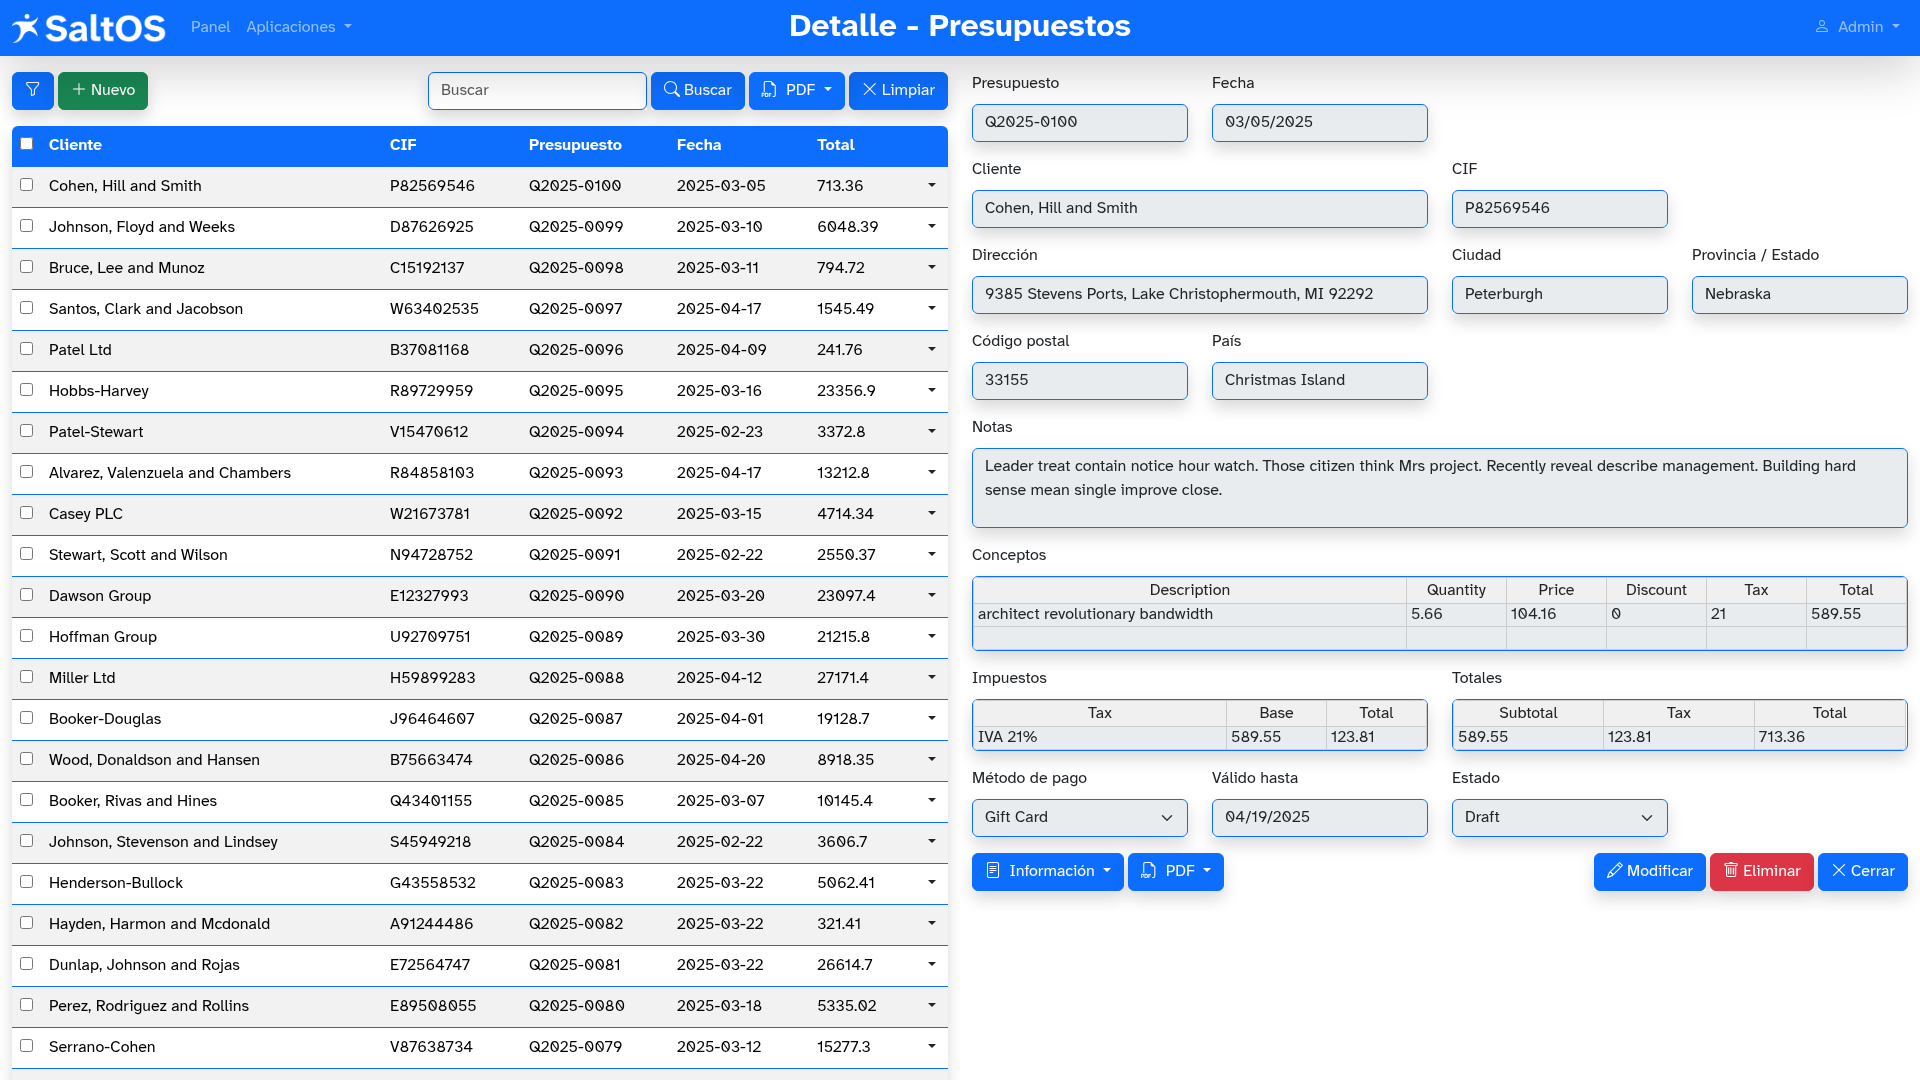 SaltOS Panel Aplicaciones Detalle - Presupuestos Admin
Nuevo Buscar Buscar PDF Limpiar
Cliente CIF Presupuesto Fecha Total
Cohen, Hill and Smith P82569546 Q2025-0100 2025-03-05 713.36
Johnson, Floyd and Weeks D87626925 Q2025-0099 2025-03-10 6048.39
Bruce, Lee and Munoz C15192137 Q2025-0098 2025-03-11 794.72
Santos, Clark and Jacobson W63402535 Q2025-0097 2025-04-17 1545.49
Patel Ltd B37081168 Q2025-0096 2025-04-09 241.76
Hobbs-Harvey R89729959 Q2025-0095 2025-03-16 23356.9
Patel-Stewart V15470612 Q2025-0094 2025-02-23 3372.8
Alvarez, Valenzuela and Chambers R84858103 Q2025-0093 2025-04-17 13212.8
Casey PLC W21673781 Q2025-0092 2025-03-15 4714.34
Stewart, Scott and Wilson N94728752 Q2025-0091 2025-02-22 2550.37
Dawson Group E12327993 Q2025-0090 2025-03-20 23097.4
Hoffman Group U92709751 Q2025-0089 2025-03-30 21215.8
Miller Ltd H59899283 Q2025-0088 2025-04-12 27171.4
Booker-Douglas J96464607 Q2025-0087 2025-04-01 19128.7
Wood, Donaldson and Hansen B75663474 Q2025-0086 2025-04-20 8918.35
Booker, Rivas and Hines Q43401155 Q2025-0085 2025-03-07 10145.4
Johnson, Stevenson and Lindsey S45949218 Q2025-0084 2025-02-22 3606.7
Henderson-Bullock G43558532 Q2025-0083 2025-03-22 5062.41
Hayden, Harmon and Mcdonald A91244486 Q2025-0082 2025-03-22 321.41
Dunlap, Johnson and Rojas E72564747 Q2025-0081 2025-03-22 26614.7
Perez, Rodriguez and Rollins E89508055 Q2025-0080 2025-03-18 5335.02
Serrano-Cohen V87638734 Q2025-0079 2025-03-12 15277.3
Presupuesto Fecha
Q2025-0100 03/05/2025
Cliente CIF
Cohen, Hill and Smith P82569546
Dirección Ciudad Provincia / Estado
9385 Stevens Ports, Lake Christophermouth, MI 92292 Peterburgh Nebraska
Código postal País
33155 Christmas Island
Notas
Leader treat contain notice hour watch. Those citizen think Mrs project. Recently reveal describe management. Building hard
sense mean single improve close.
Conceptos
Description Quantity Price Discount Tax Total
architect revolutionary bandwidth 5.66 104.16 0 21 589.55
Impuestos Totales
Tax Base Total Subtotal Tax Total
IVA 21% 589.55 123.81 589.55 123.81 713.36
Método de pago Válido hasta Estado
Gift Card 04/19/2025 Draft
Información PDF Modificar Eliminar Cerrar